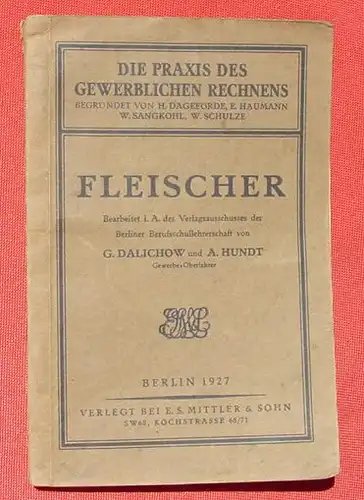 DIE PRAXIS DES
GEWERBLICHEN RECHNENS
BEGRÜNDET VON H. DAGEFORDE, E. HAUMANN
W. SANGKOHL, W. SCHULZE
FLEISCHER
Bearbeitet i. A. des Verlagsausschusses der
Berliner Berufsschullehrerschaft von
G. DALICHOW und A. HUNDT
Gewerbe-Oberlehrer
BERLIN 1927
VERLEGT BEI E. S. MITTLER & SOHN
SW68, KOCHSTRASSE 68/71